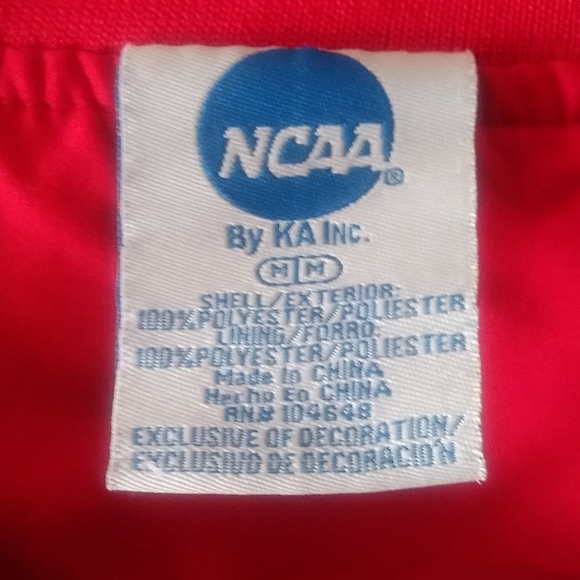 NCAA®
By KA INC.
M M
SHELL/EXTERIOR:
100%POLYESTER/POLIESTER
LINING/FORRO:
100%POLYESTER/POLIESTER
Made In CHINA
Hecho En CHINA
RN# 104648
EXCLUSIVE OF DECORATION/
EXCLUSIVO DE DECORACIÓN